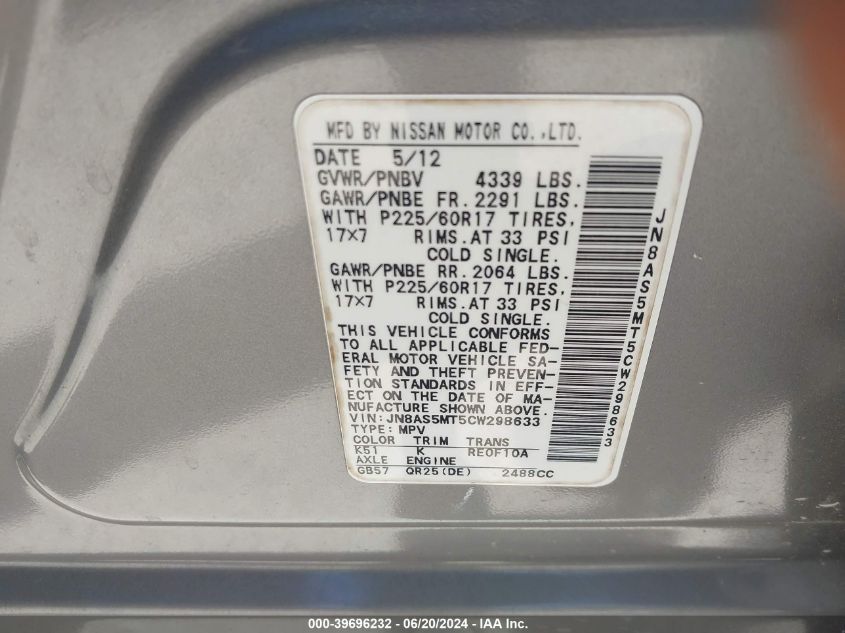 MFD BY NISSAN MOTOR CO.,LTD.
DATE 5/12
GVWR/PNBV 4339 LBS.
GAWR/PNBE FR. 2291 LBS.
WITH P225/60R17 TIRES,
17X7 RIMS.AT 33 PSI
COLD SINGLE.
GAWR/PNBE RR. 2064 LBS.
WITH P225/60R17 TIRES,
17X7 RIMS.AT 33 PSI
COLD SINGLE.
THIS VEHICLE CONFORMS
TO ALL APPLICABLE FED-
ERAL MOTOR VEHICLE SA-
FETY AND THEFT PREVEN-
TION STANDARDS IN EFF-
ECT ON THE DATE OF MA-
NUFACTURE SHOWN ABOVE.
VIN:JN8AS5MT5CW298633
TYPE: MPV
COLOR TRIM TRANS
K51 K RE0F10A
AXLE ENGINE
GB57 QR25(DE) 2488CC
JN8AS5MT5CW298633
000-39696232 - 06/20/2024 - IAA Inc.